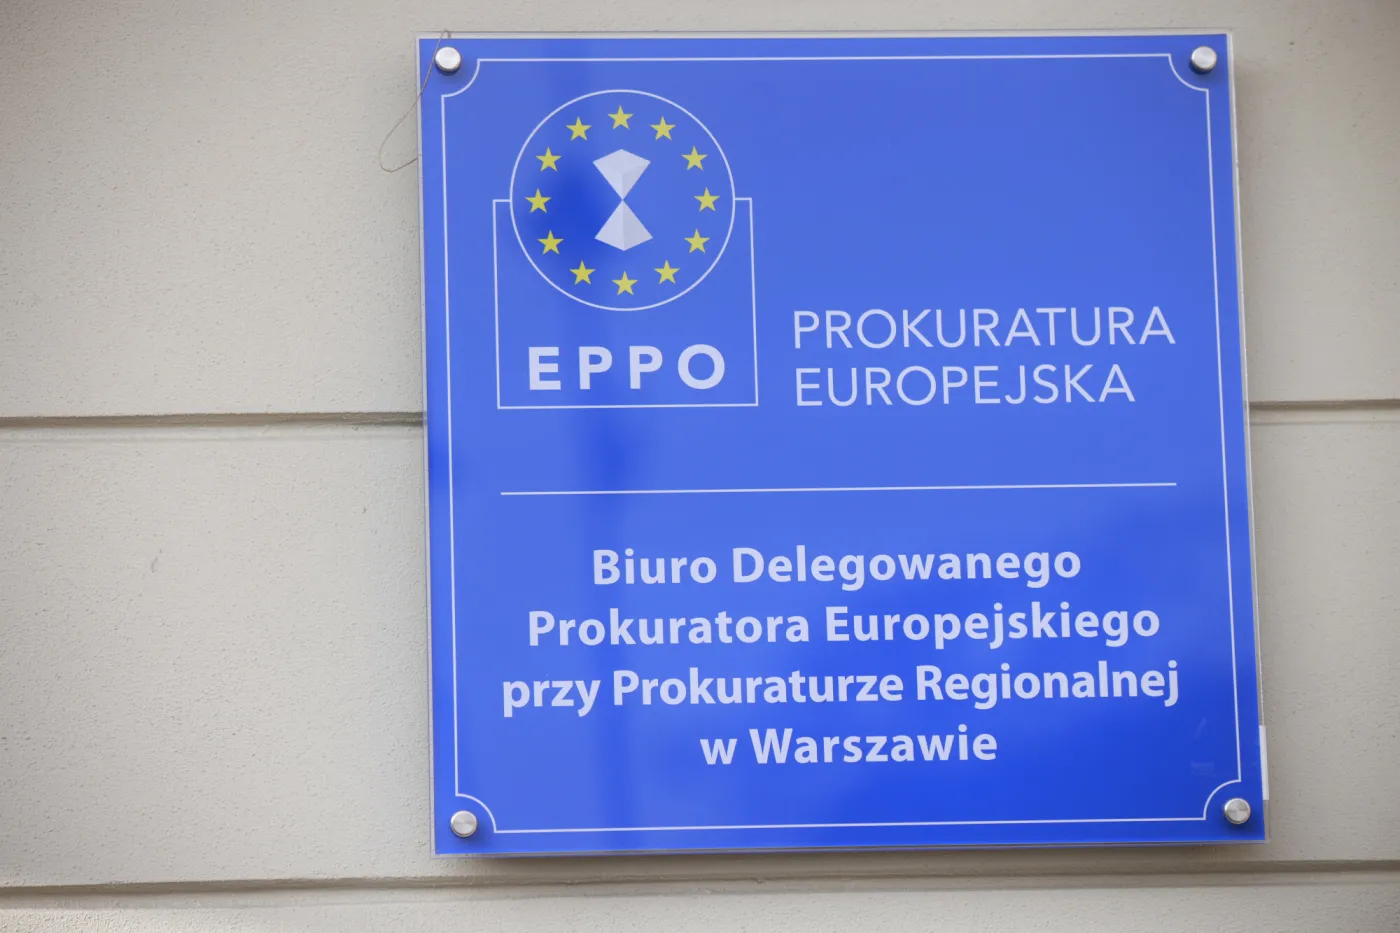 EPPO
PROKURATURA
EUROPEJSKA
Biuro Delegowanego
Prokuratora Europejskiego
przy Prokuraturze Regionalnej
w Warszawie